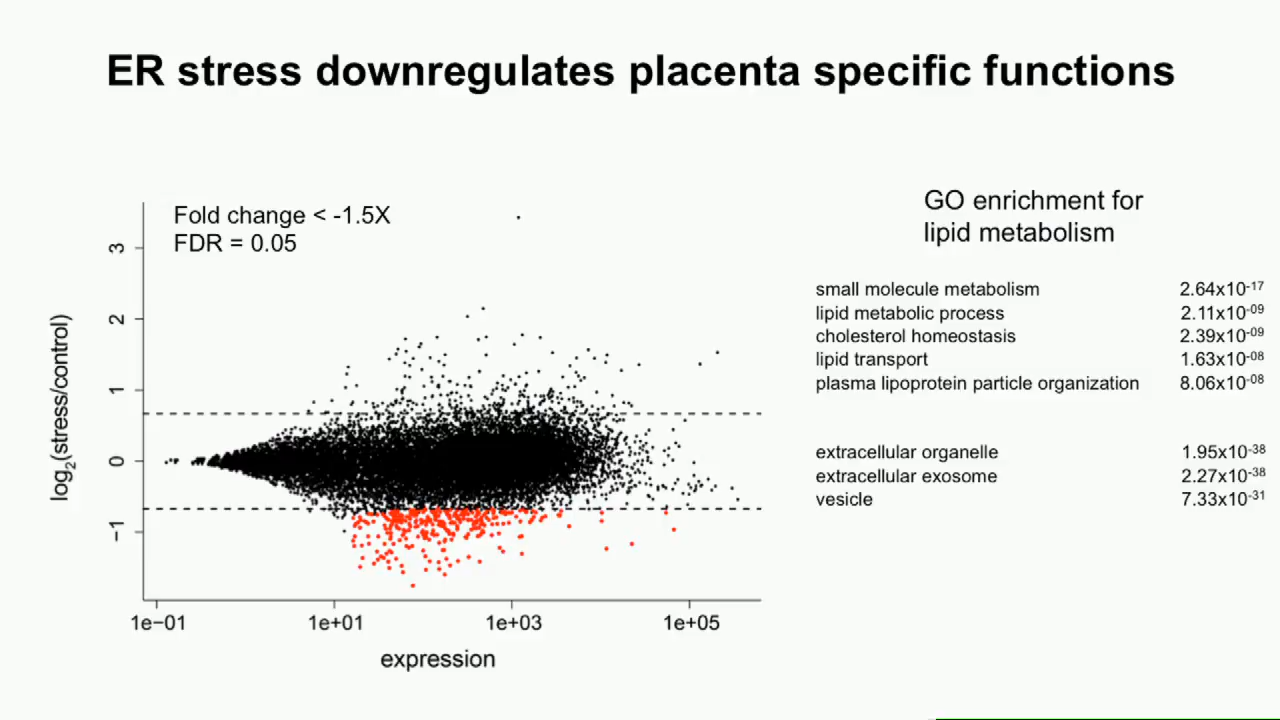 ER stress downregulates placenta specific functions
Fold change < -1.5X
FDR = 0.05
log₂(stress/control)
3
2
1
0
−1
1e−01 1e+01 1e+03 1e+05
expression
GO enrichment for
lipid metabolism
small molecule metabolism 2.64x10⁻¹⁷
lipid metabolic process 2.11x10⁻⁰⁹
cholesterol homeostasis 2.39x10⁻⁰⁹
lipid transport 1.63x10⁻⁰⁸
plasma lipoprotein particle organization 8.06x10⁻⁰⁸
extracellular organelle 1.95x10⁻³⁸
extracellular exosome 2.27x10⁻³⁸
vesicle 7.33x10⁻³¹